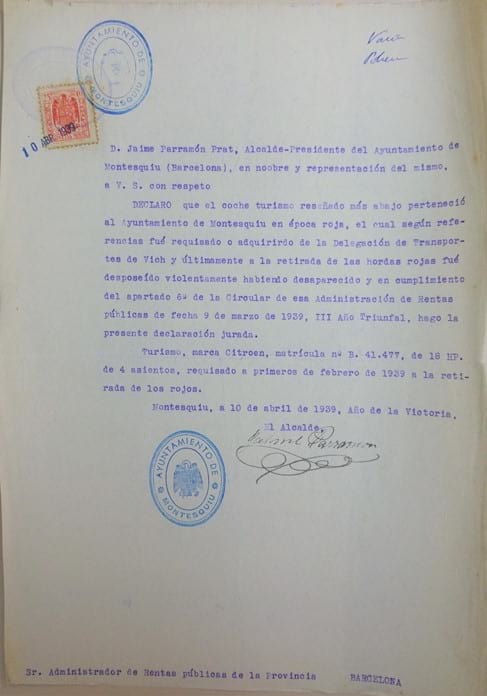 AYUNTAMIENTO DE
MONTESQUIU
10 ABR 1939
D. Jaime Parramón Prat, Alcalde-Presidente del Ayuntamiento de
Montesquiu (Barcelona), en noobre y representación del mismo,
a V. S. con respeto
DECLARO que el coche turismo reseñado más abajo perteneció
al Ayuntamiento de Montesquiu en época roja, el cual según refe-
rencias fué requisado o adquirirdo de la Delegación de Transpor-
tes de Vich y últimamente a la retirada de las hordas rojas fué
desposeido violentamente habiendo desaparecido y en cumplimiento
del apartado 6º de la Circular de esa Administración de Rentas
públicas de fecha 9 de marzo de 1939, III Año Triunfal, hago la
presente declaración jurada.
Turismo, marca Citroen, matrícula nº B. 41.477, de 18 HP.
de 4 asientos, requisado a primeros de febrero de 1939 a la reti-
rada de los rojos.
Montesquiu, a 10 de abril de 1939, Año de la Victoria.
El Alcalde,
Parramon
AYUNTAMIENTO DE
MONTESQUIU
Sr. Administrador de Rentas públicas de la Provincia BARCELONA